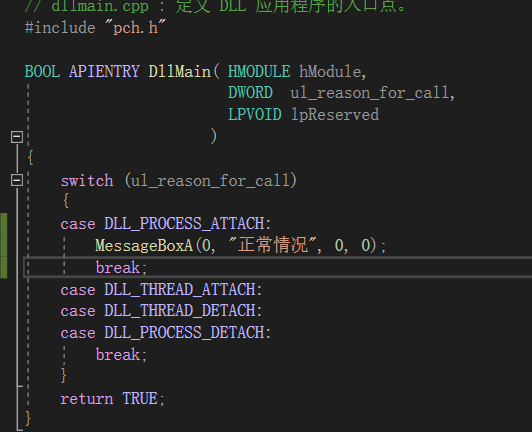 // dllmain.cpp : 定义 DLL 应用程序的入口点。
#include "pch.h"
BOOL APIENTRY DllMain( HMODULE hModule,
DWORD  ul_reason_for_call,
LPVOID lpReserved
)
{
switch (ul_reason_for_call)
{
case DLL_PROCESS_ATTACH:
MessageBoxA(0, "正常情况", 0, 0);
break;
case DLL_THREAD_ATTACH:
case DLL_THREAD_DETACH:
case DLL_PROCESS_DETACH:
break;
}
return TRUE;
}